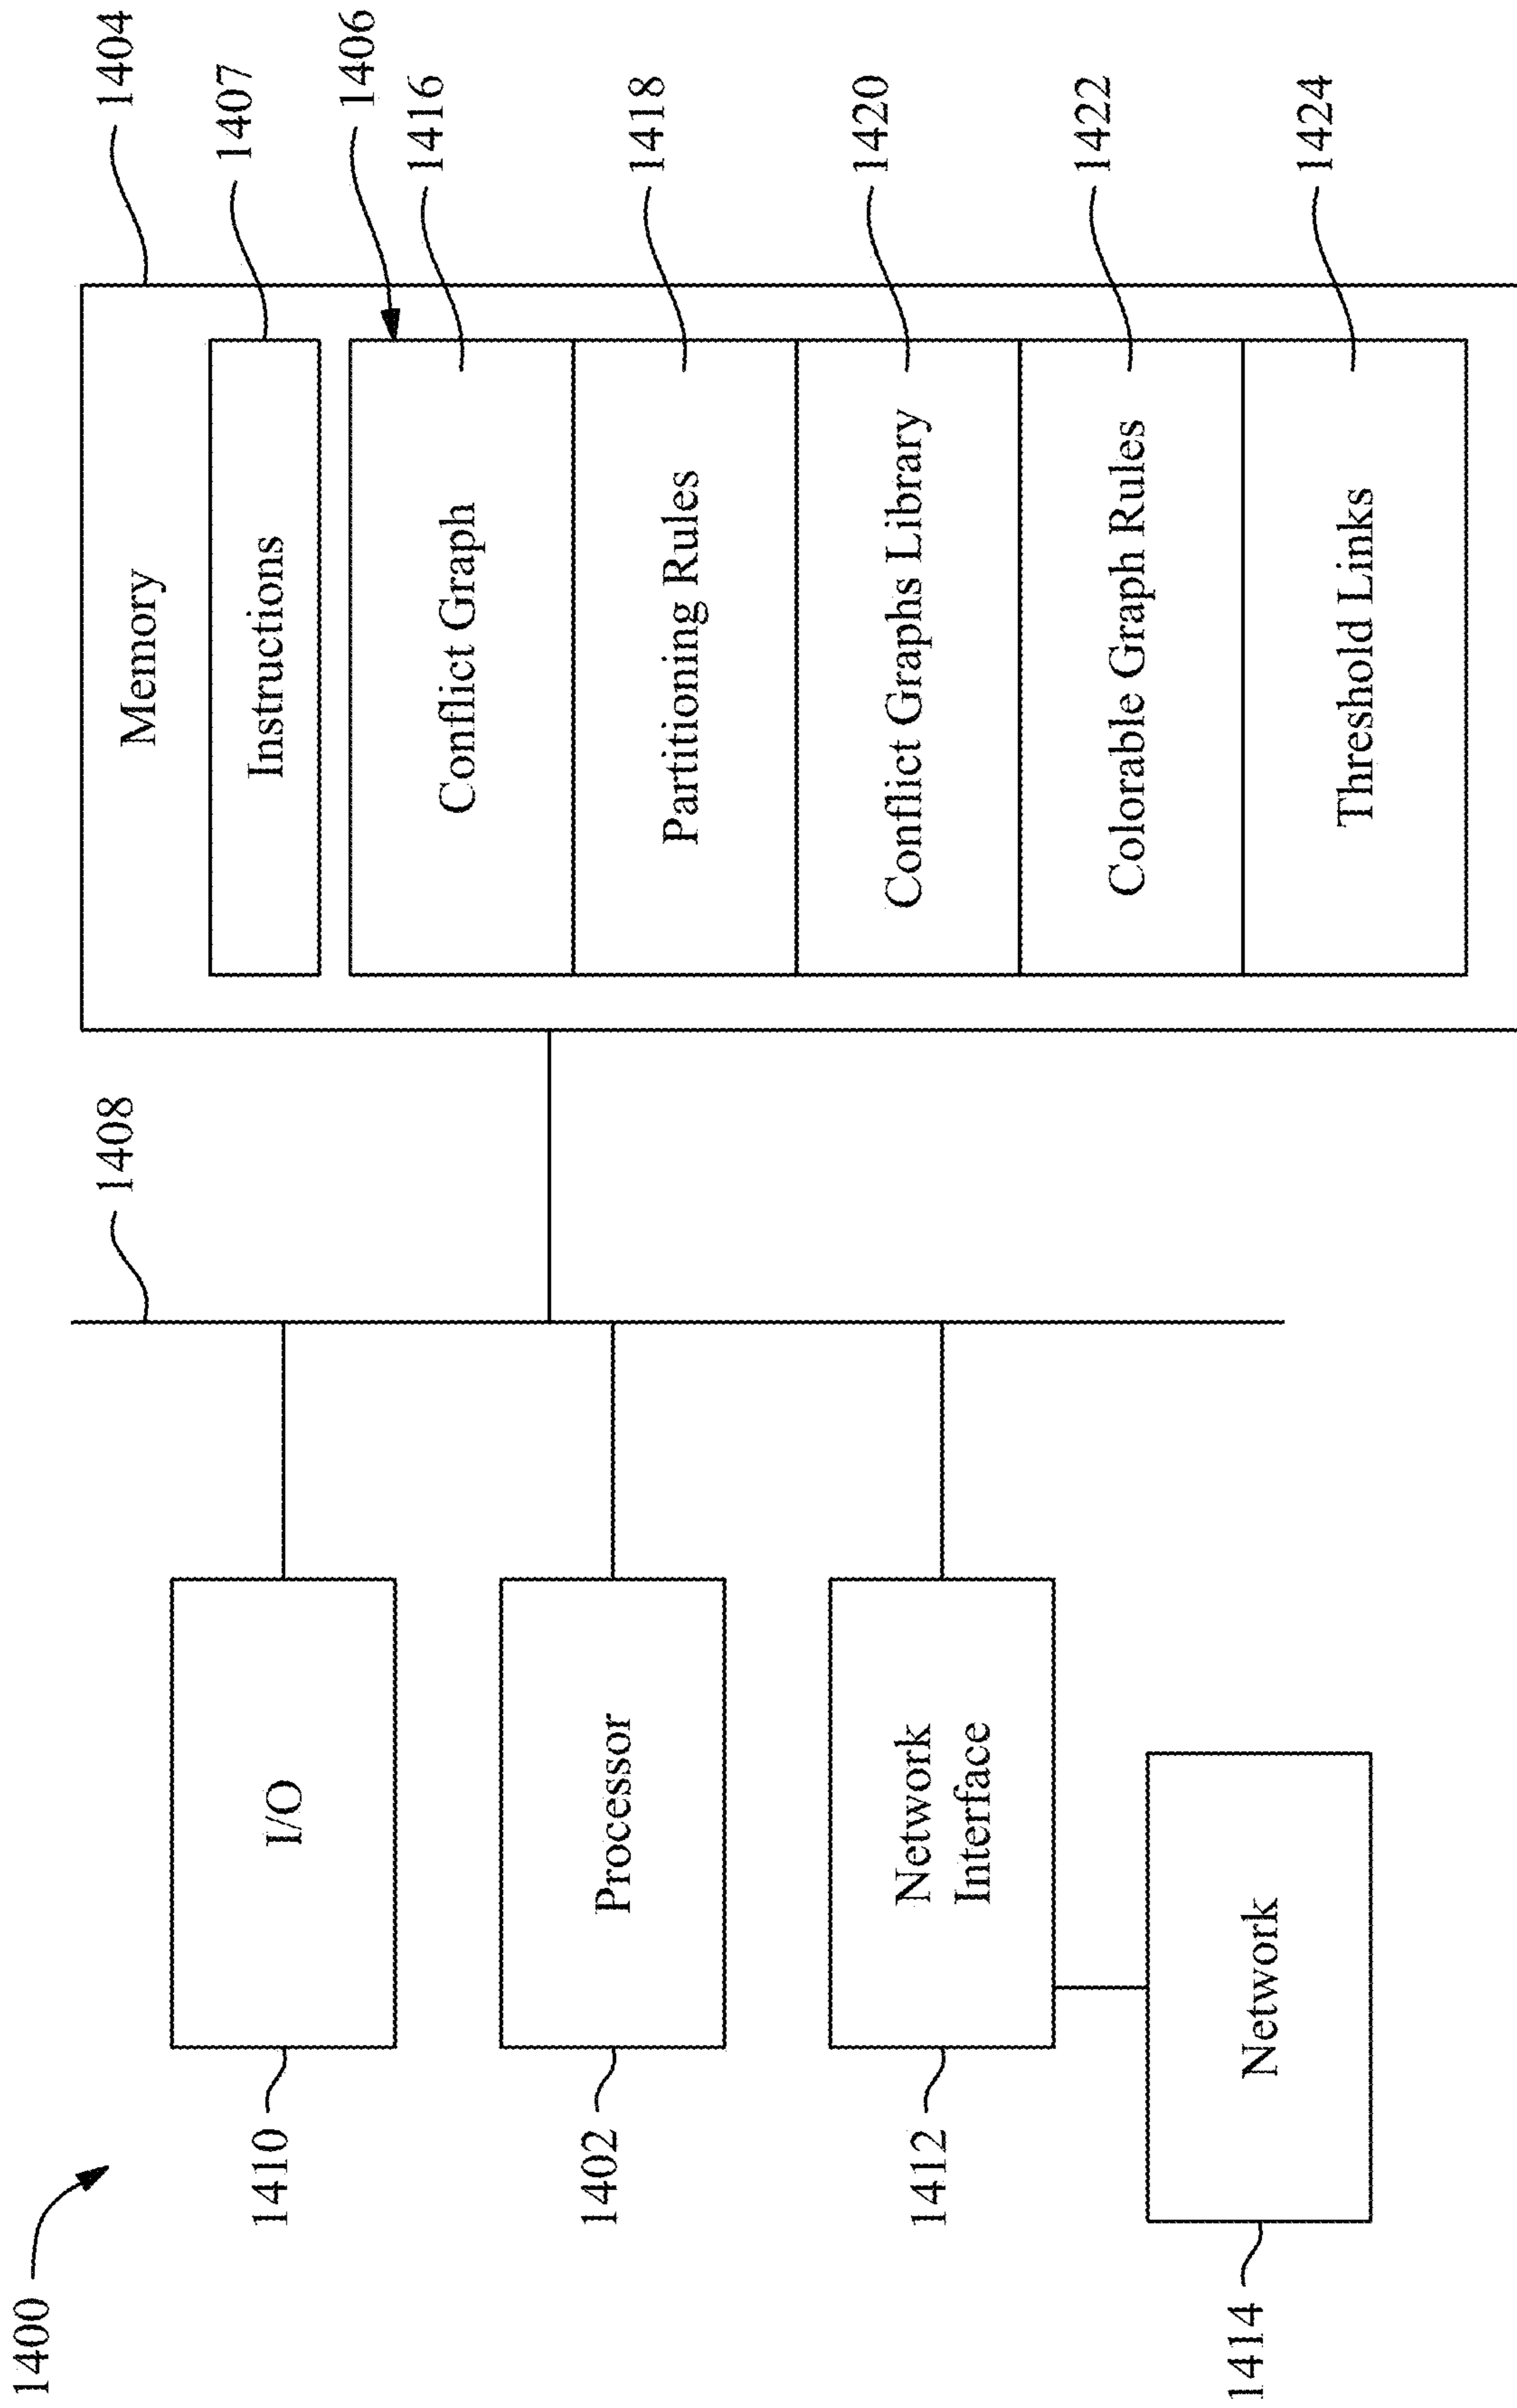 1400
1410
I/O
1402
Processor
1412
Network
Interface
1414
Network
1408
Memory
1404
Instructions
1407
1406
Conflict Graph
1416
Partitioning Rules
1418
Conflict Graphs Library
1420
Colorable Graph Rules
1422
Threshold Links
1424